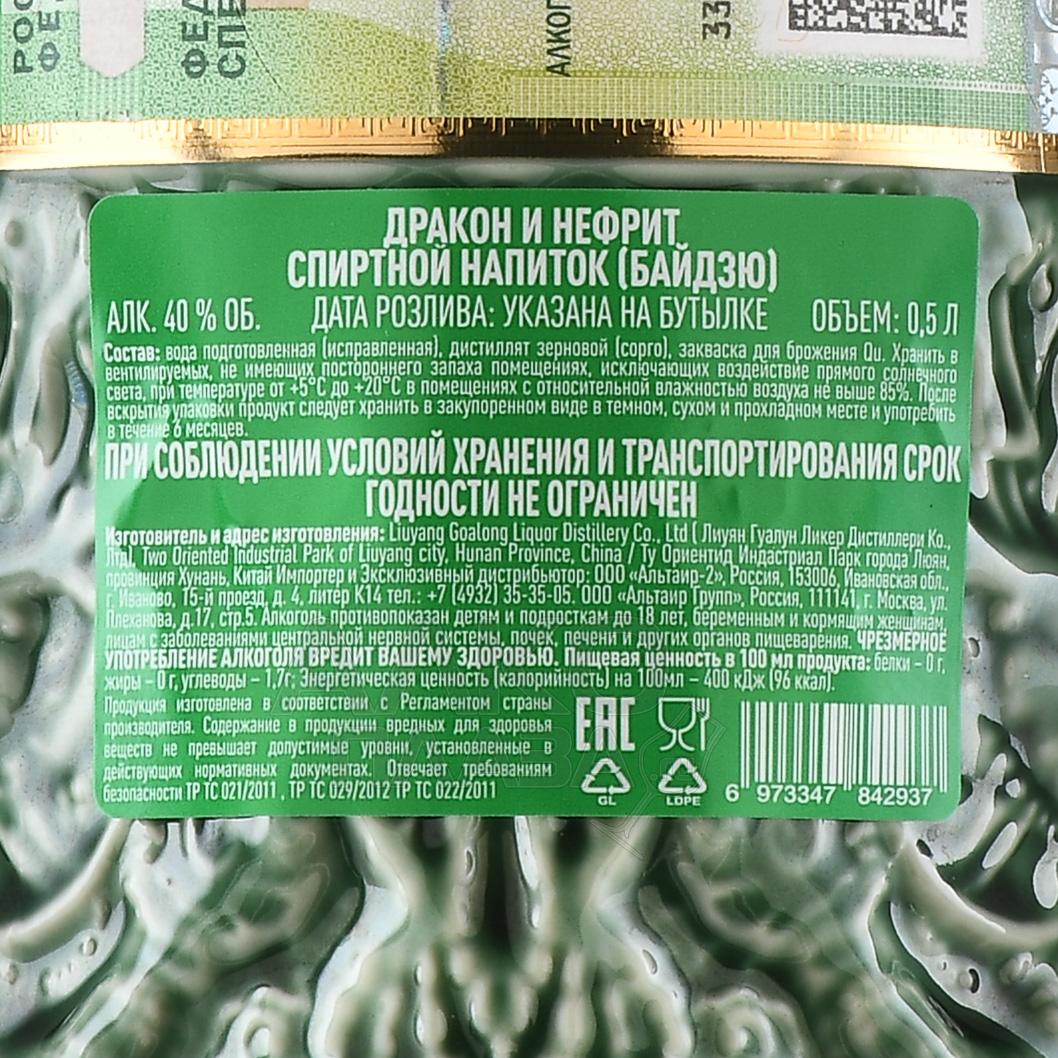 РОС
ФЕ
ФЕД
СПЕ
АЛКОГ
33
ДРАКОН И НЕФРИТ
СПИРТНОЙ НАПИТОК (БАЙДЗЮ)
АЛК. 40 % ОБ. ДАТА РОЗЛИВА: УКАЗАНА НА БУТЫЛКЕ ОБЪЕМ: 0,5 Л
Состав: вода подготовленная (исправленная), дистиллят зерновой (сорго), закваска для брожения Qu. Хранить в
вентилируемых, не имеющих постороннего запаха помещениях, исключающих воздействие прямого солнечного
света, при температуре от +5°С до +20°С в помещениях с относительной влажностью воздуха не выше 85%. После
вскрытия упаковки продукт следует хранить в закупоренном виде в темном, сухом и прохладном месте и употребить
в течение 6 месяцев.
ПРИ СОБЛЮДЕНИИ УСЛОВИЙ ХРАНЕНИЯ И ТРАНСПОРТИРОВАНИЯ СРОК
ГОДНОСТИ НЕ ОГРАНИЧЕН
Изготовитель и адрес изготовления: Liuyang Goalong Liquor Distillery Co., Ltd ( Лиуян Гуалун Ликер Дистиллери Ко.,
Лтд), Two Oriented Industrial Park of Liuyang city, Hunan Province, China / Ту Ориентид Индастриал Парк города Люян,
провинция Хунань, Китай Импортер и Эксклюзивный дистрибьютор: ООО «Альтаир-2», Россия, 153006, Ивановская обл.,
г. Иваново, 15-й проезд, д. 4, литер К14 тел.: +7 (4932) 35-35-05. ООО «Альтаир Групп», Россия, 111141, г. Москва, ул.
Плеханова, д.17, стр.5. Алкоголь противопоказан детям и подросткам до 18 лет, беременным и кормящим женщинам,
лицам с заболеваниями центральной нервной системы, почек, печени и других органов пищеварения. ЧРЕЗМЕРНОЕ
УПОТРЕБЛЕНИЕ АЛКОГОЛЯ ВРЕДИТ ВАШЕМУ ЗДОРОВЬЮ. Пищевая ценность в 100 мл продукта: белки – 0 г,
жиры – 0 г, углеводы – 1,7г; Энергетическая ценность (калорийность) на 100мл – 400 кДж (96 ккал).
Продукция изготовлена в соответствии с Регламентом страны
производителя. Содержание в продукции вредных для здоровья
веществ не превышает допустимые уровни, установленные в
действующих нормативных документах. Отвечает требованиям
безопасности ТР ТС 021/2011 , ТР ТС 029/2012 ТР ТС 022/2011
EAC
GL LDPE
6 973347 842937